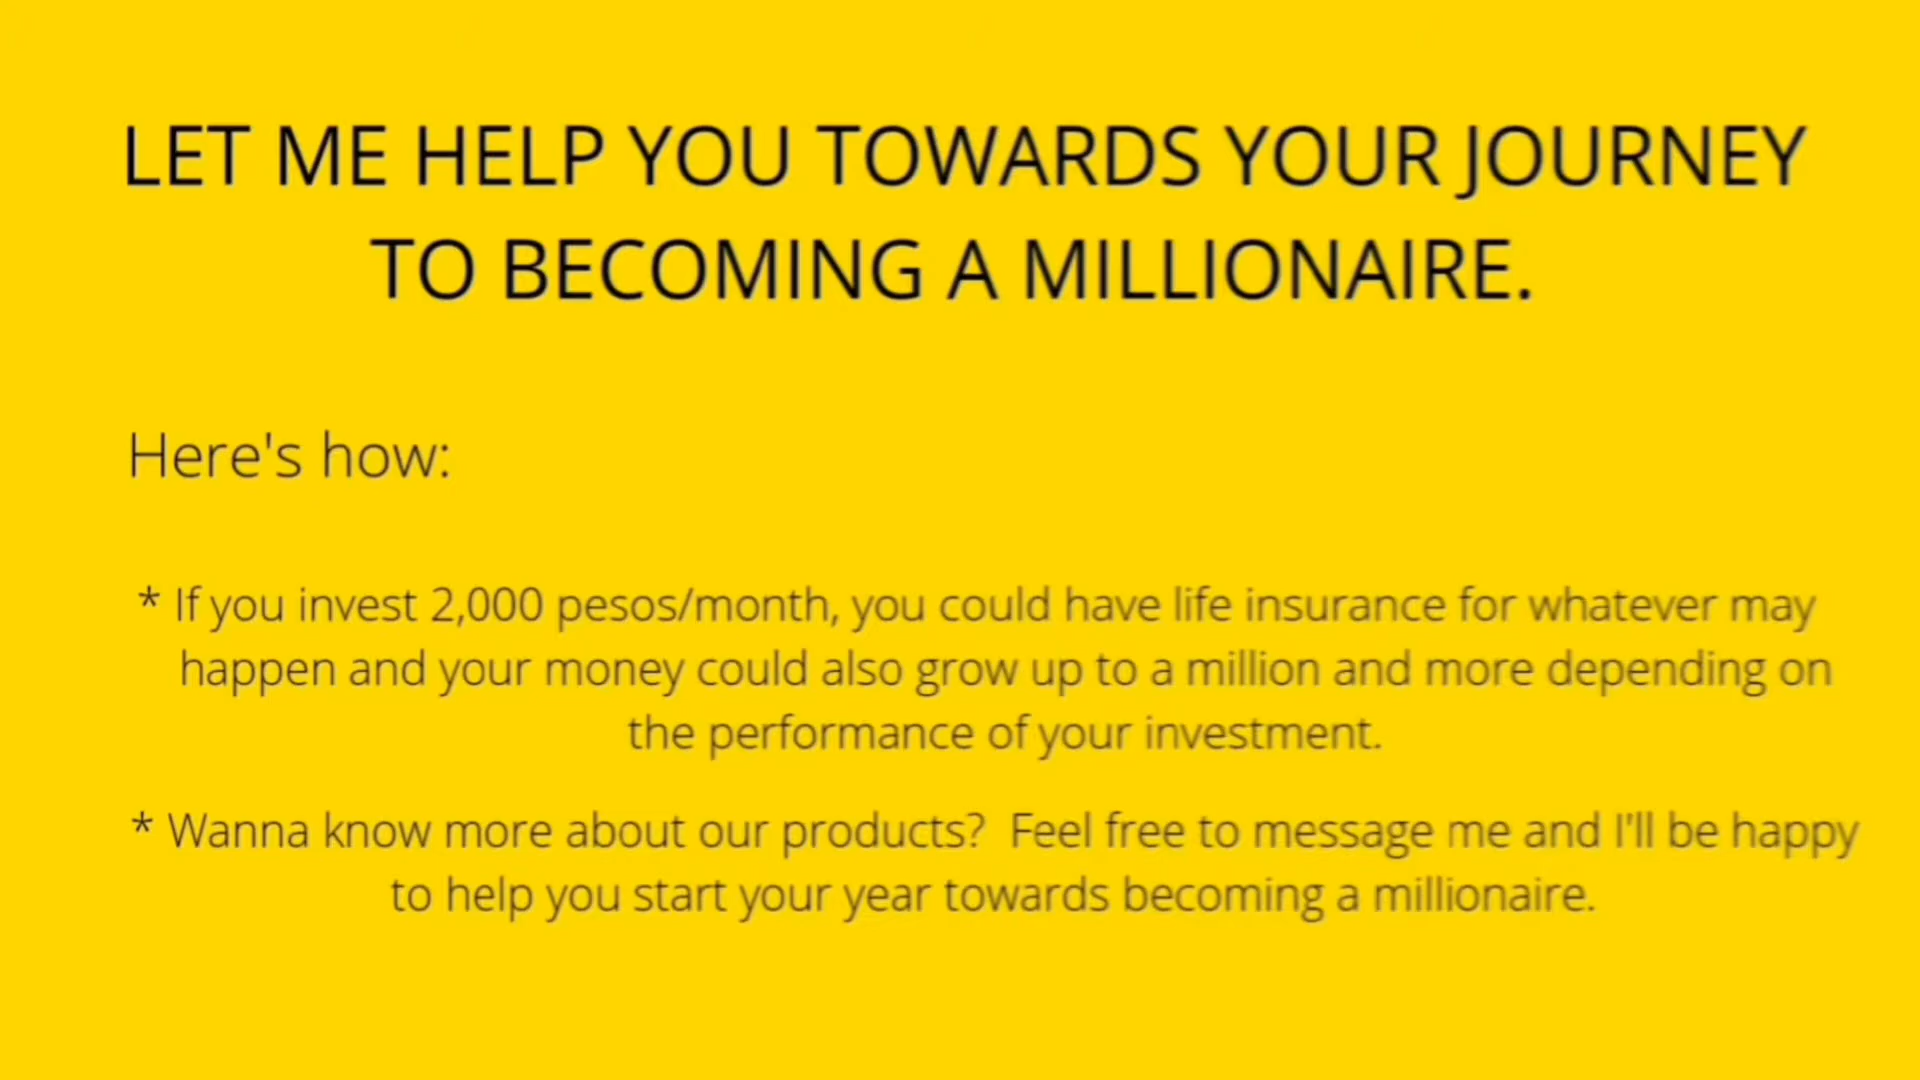 LET ME HELP YOU TOWARDS YOUR JOURNEY
TO BECOMING A MILLIONAIRE.
Here's how:
* If you invest 2,000 pesos/month, you could have life insurance for whatever may
happen and your money could also grow up to a million and more depending on
the performance of your investment.
* Wanna know more about our products?  Feel free to message me and I'll be happy
to help you start your year towards becoming a millionaire.